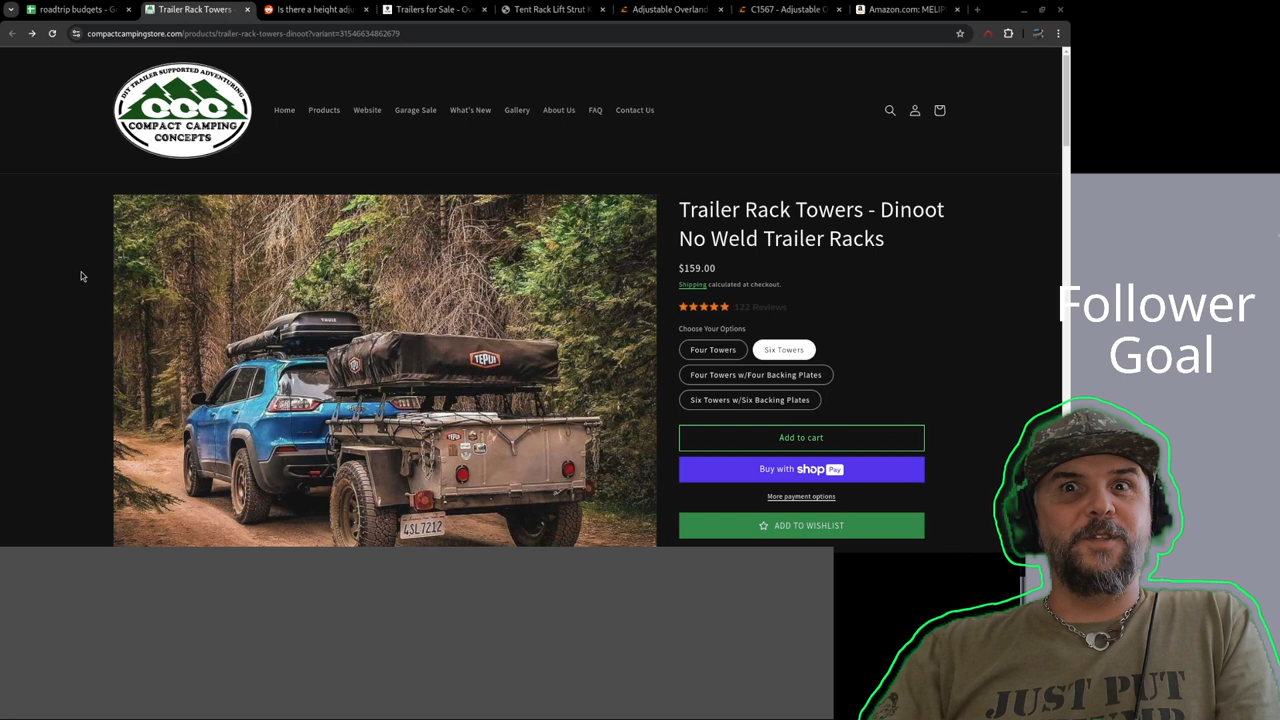 roadtrip budgets - G
Trailer Rack Towers -
Is there a height adju
Trailers for Sale - Ov
Tent Rack Lift Strut K
Adjustable Overland
C1567 - Adjustable O
Amazon.com: MELIP
compactcampingstore.com/products/trailer-rack-towers-dinoot?variant=31546634862679
DIY TRAILER SUPPORTED ADVENTURING
CCC
COMPACT CAMPING
CONCEPTS
Home
Products
Website
Garage Sale
What's New
Gallery
About Us
FAQ
Contact Us
Trailer Rack Towers - Dinoot
No Weld Trailer Racks
$159.00
Shipping calculated at checkout.
122 Reviews
Choose Your Options
Four Towers
Six Towers
Four Towers w/Four Backing Plates
Six Towers w/Six Backing Plates
Add to cart
Buy with shop Pay
More payment options
ADD TO WISHLIST
THULE
TEPUI
TEPUI
4SL7212
Follower
Goal
JUST PUT